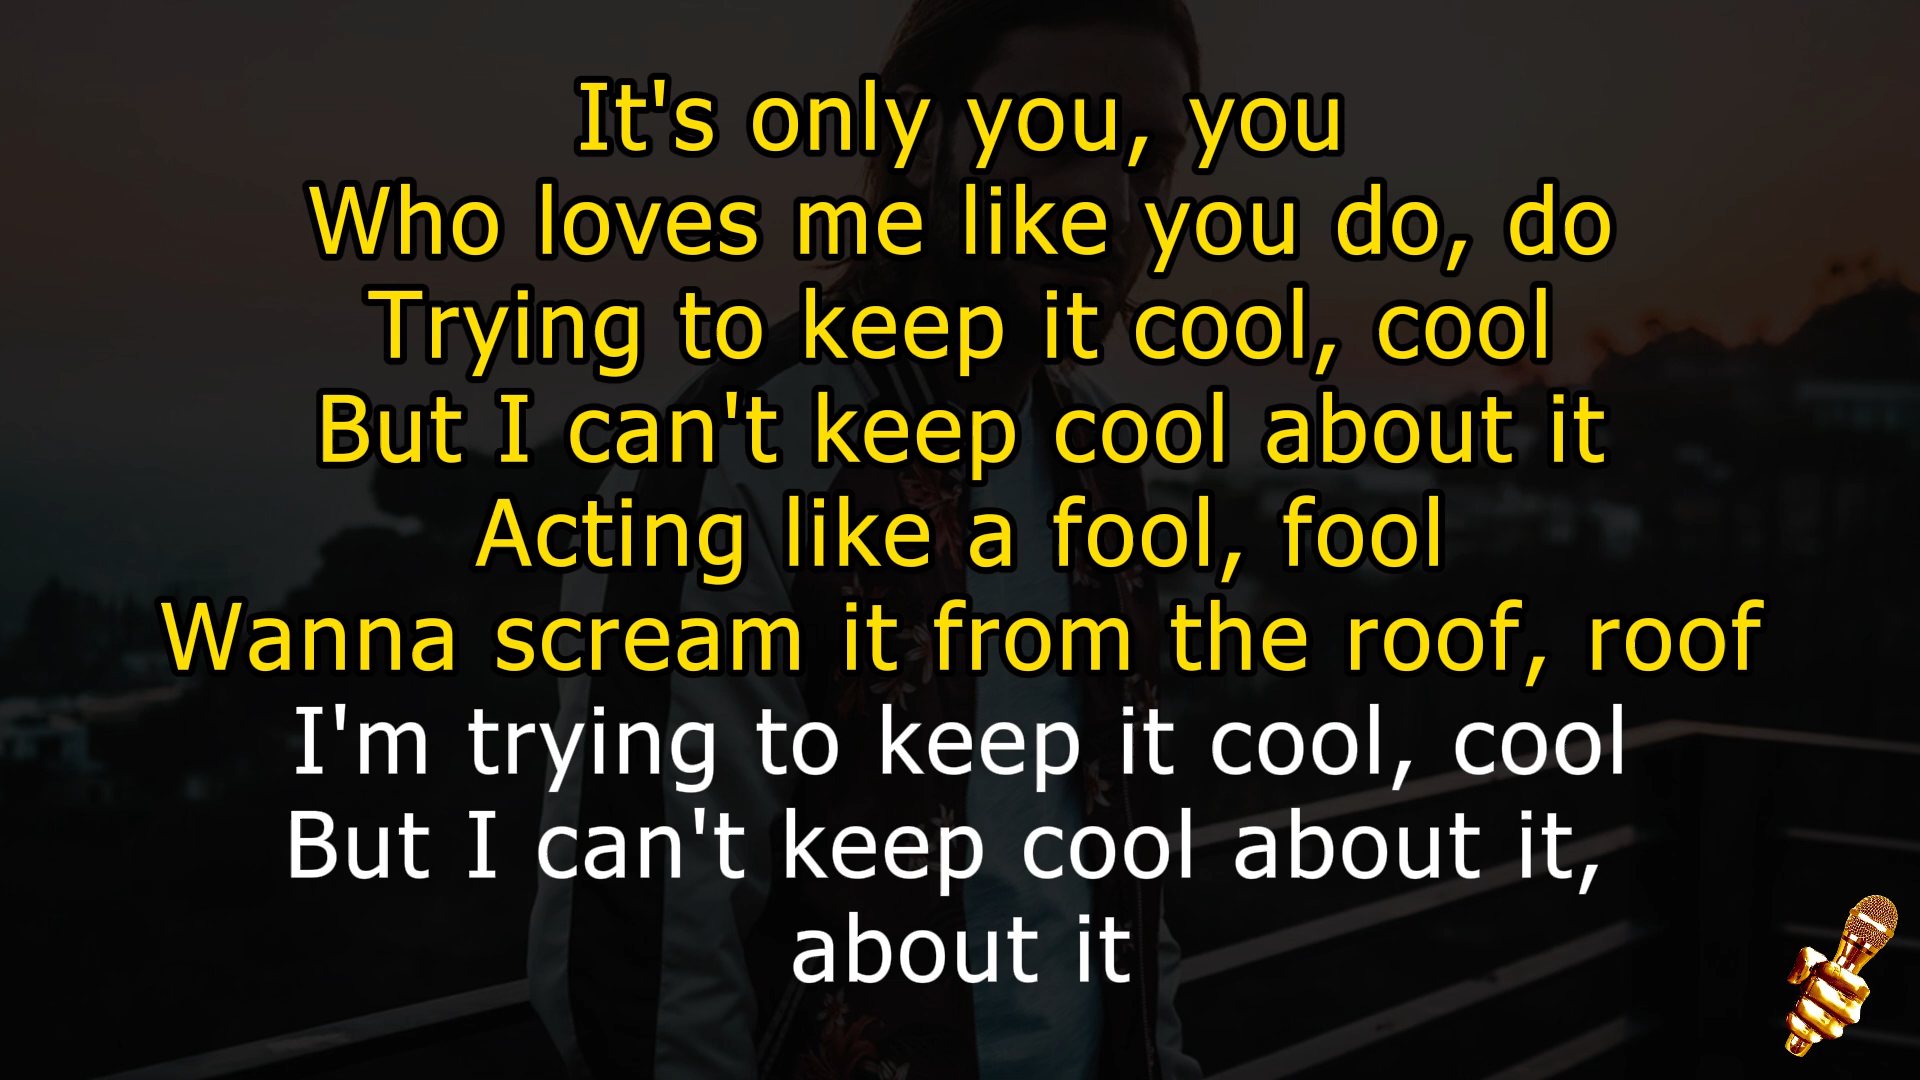 It's only you, you
Who loves me like you do, do
Trying to keep it cool, cool
But I can't keep cool about it
Acting like a fool, fool
Wanna scream it from the roof, roof
I'm trying to keep it cool, cool
But I can't keep cool about it,
about it